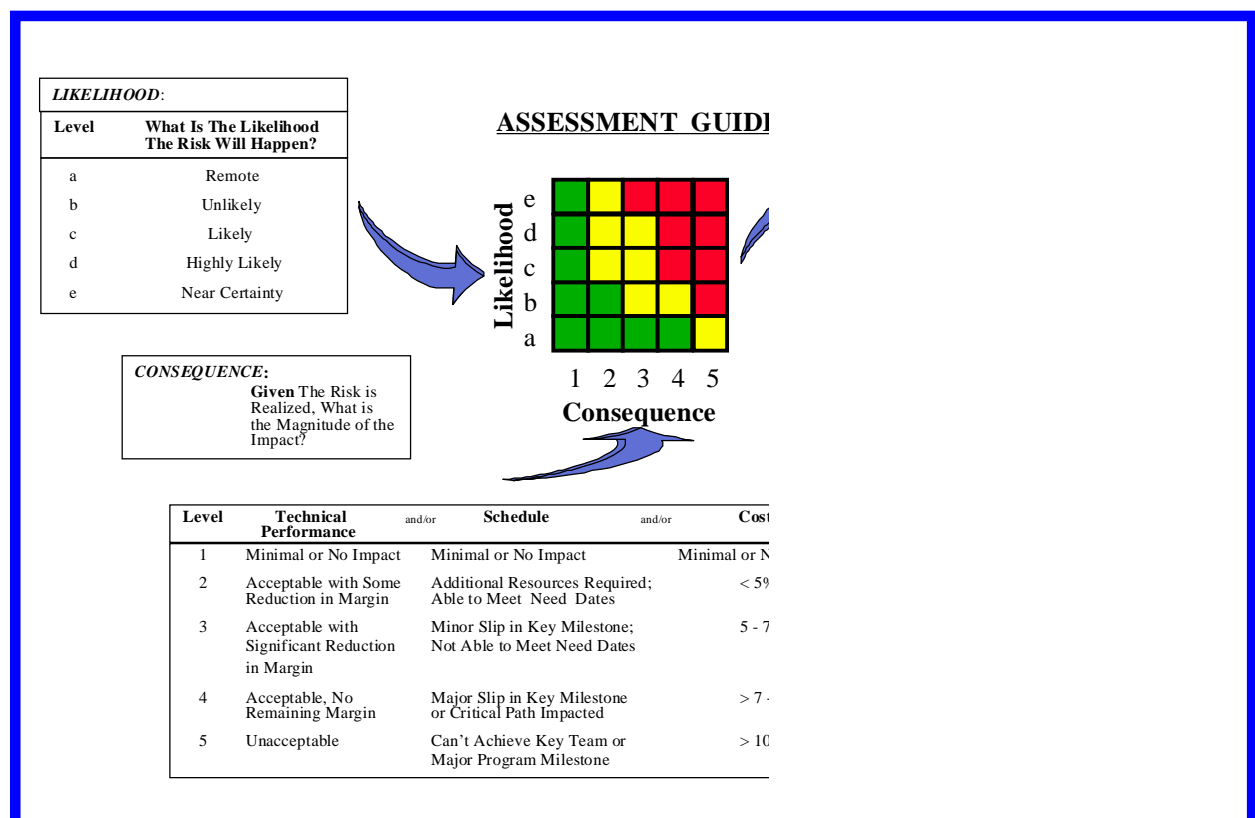 LIKELIHOOD:
Level What Is The Likelihood
The Risk Will Happen?
a Remote
b Unlikely
c Likely
d Highly Likely
e Near Certainty
ASSESSMENT GUID
Likelihood
e
d
c
b
a
1 2 3 4 5
Consequence
CONSEQUENCE:
Given The Risk is
Realized, What is
the Magnitude of the
Impact?
Level Technical and/or Schedule and/or Cost
Performance
1 Minimal or No Impact Minimal or No Impact Minimal or N
2 Acceptable with Some Additional Resources Required; < 5%
Reduction in Margin Able to Meet Need Dates
3 Acceptable with Minor Slip in Key Milestone; 5 - 7
Significant Reduction Not Able to Meet Need Dates
in Margin
4 Acceptable, No Major Slip in Key Milestone > 7 -
Remaining Margin or Critical Path Impacted
5 Unacceptable Can’t Achieve Key Team or > 10
Major Program Milestone